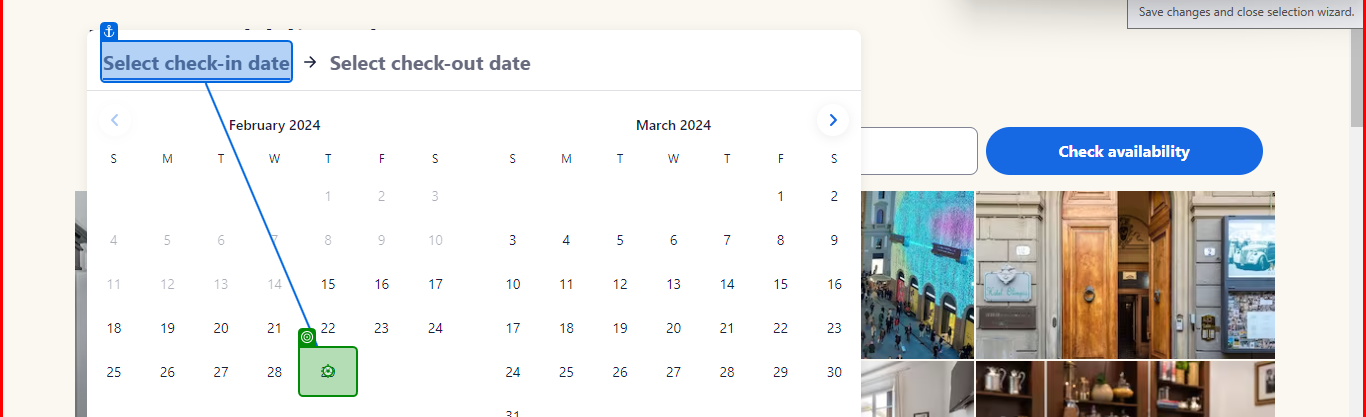 Save changes and close selection wizard.
Select check-in date → Select check-out date
February 2024
March 2024
Check availability
S M T W T F S
S M T W T F S
1 2 3
1 2
4 5 6 7 8 9 10
3 4 5 6 7 8 9
11 12 13 14 15 16 17
10 11 12 13 14 15 16
18 19 20 21 22 23 24
17 18 19 20 21 22 23
25 26 27 28
24 25 26 27 28 29 30
31